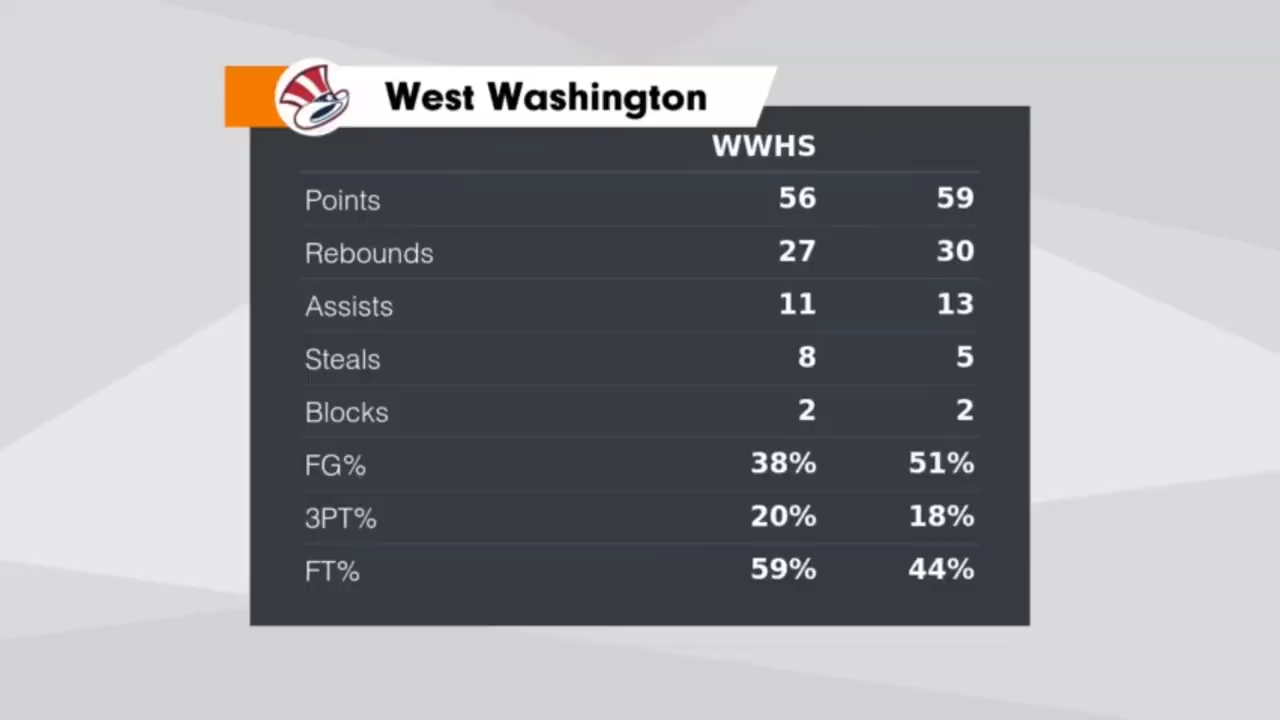 West Washington
WWHS
Points 56 59
Rebounds 27 30
Assists 11 13
Steals 8 5
Blocks 2 2
FG% 38% 51%
3PT% 20% 18%
FT% 59% 44%